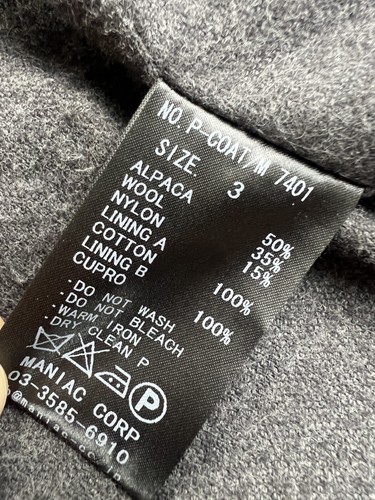 NO. P-COAT/M 7401
SIZE 3
ALPACA 50%
WOOL 35%
NYLON 15%
LINING A
COTTON 100%
LINING B
CUPRO 100%
·DO NOT WASH
·DO NOT BLEACH
·WARM IRON
·DRY CLEAN P
P
MANIAC CORP
03-3585-6910